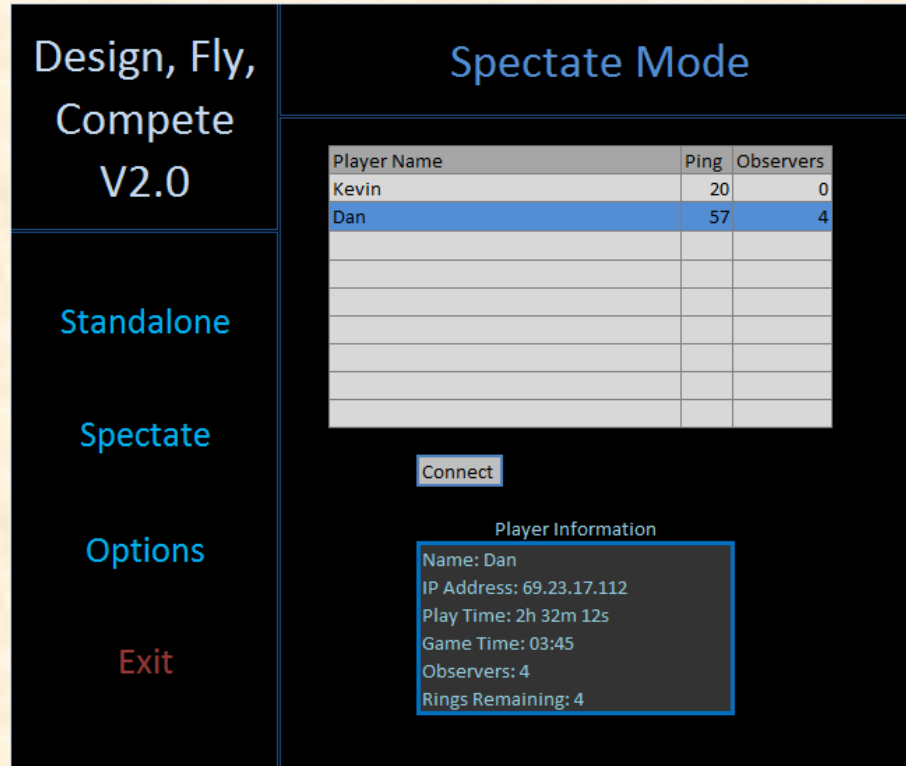 Design, Fly,
Compete
V2.0
Spectate Mode
Standalone
Spectate
Options
Exit
Player Name Ping Observers
Kevin 20 0
Dan 57 4
Connect
Player Information
Name: Dan
IP Address: 69.23.17.112
Play Time: 2h 32m 12s
Game Time: 03:45
Observers: 4
Rings Remaining: 4